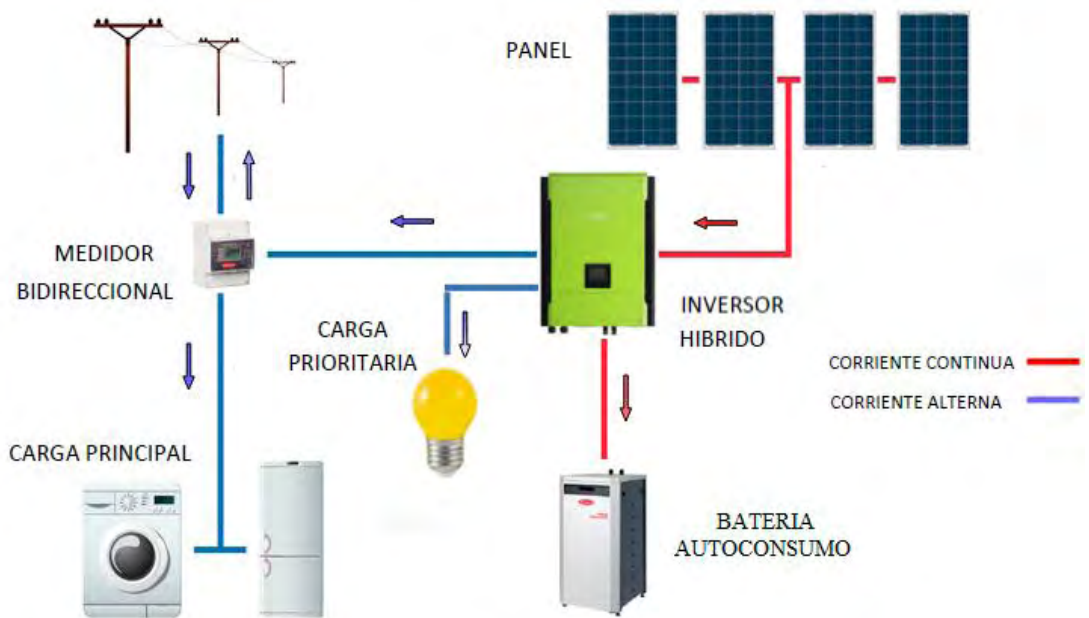 PANEL
MEDIDOR
BIDIRECCIONAL
CARGA
PRIORITARIA
INVERSOR
HIBRIDO
CORRIENTE CONTINUA
CORRIENTE ALTERNA
CARGA PRINCIPAL
BATERIA
AUTOCONSUMO